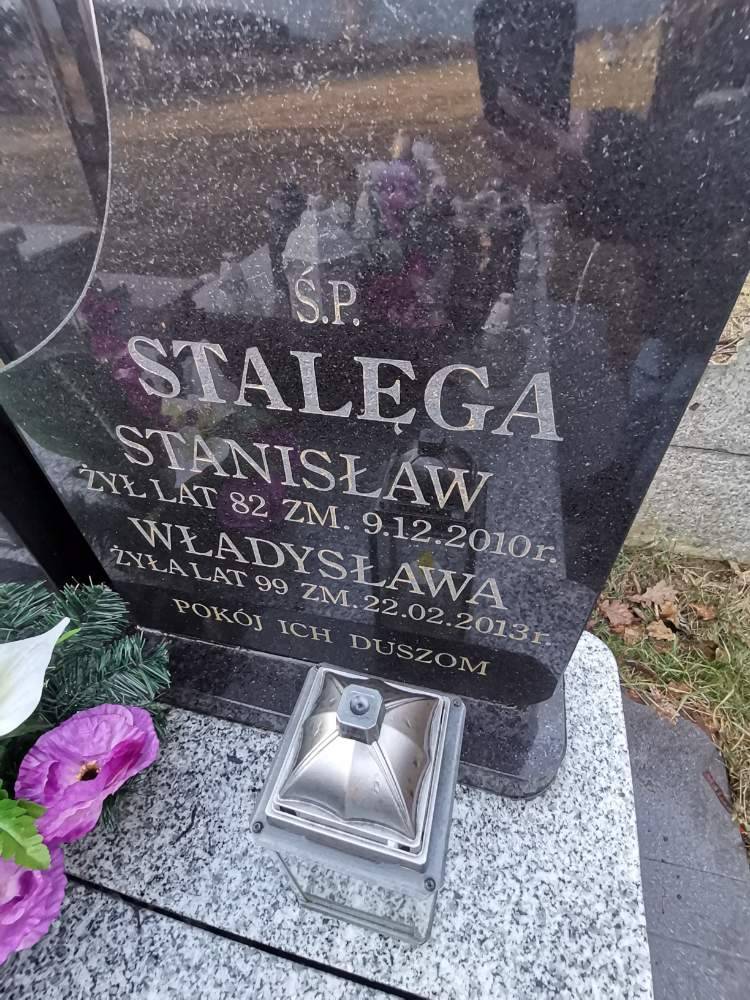 Ś.P.
STALĘGA
STANISŁAW
ŻYŁ LAT 82 ZM. 9.12.2010r.
WŁADYSŁAWA
ŻYŁA LAT 99 ZM. 22.02.2013r.
POKÓJ ICH DUSZOM